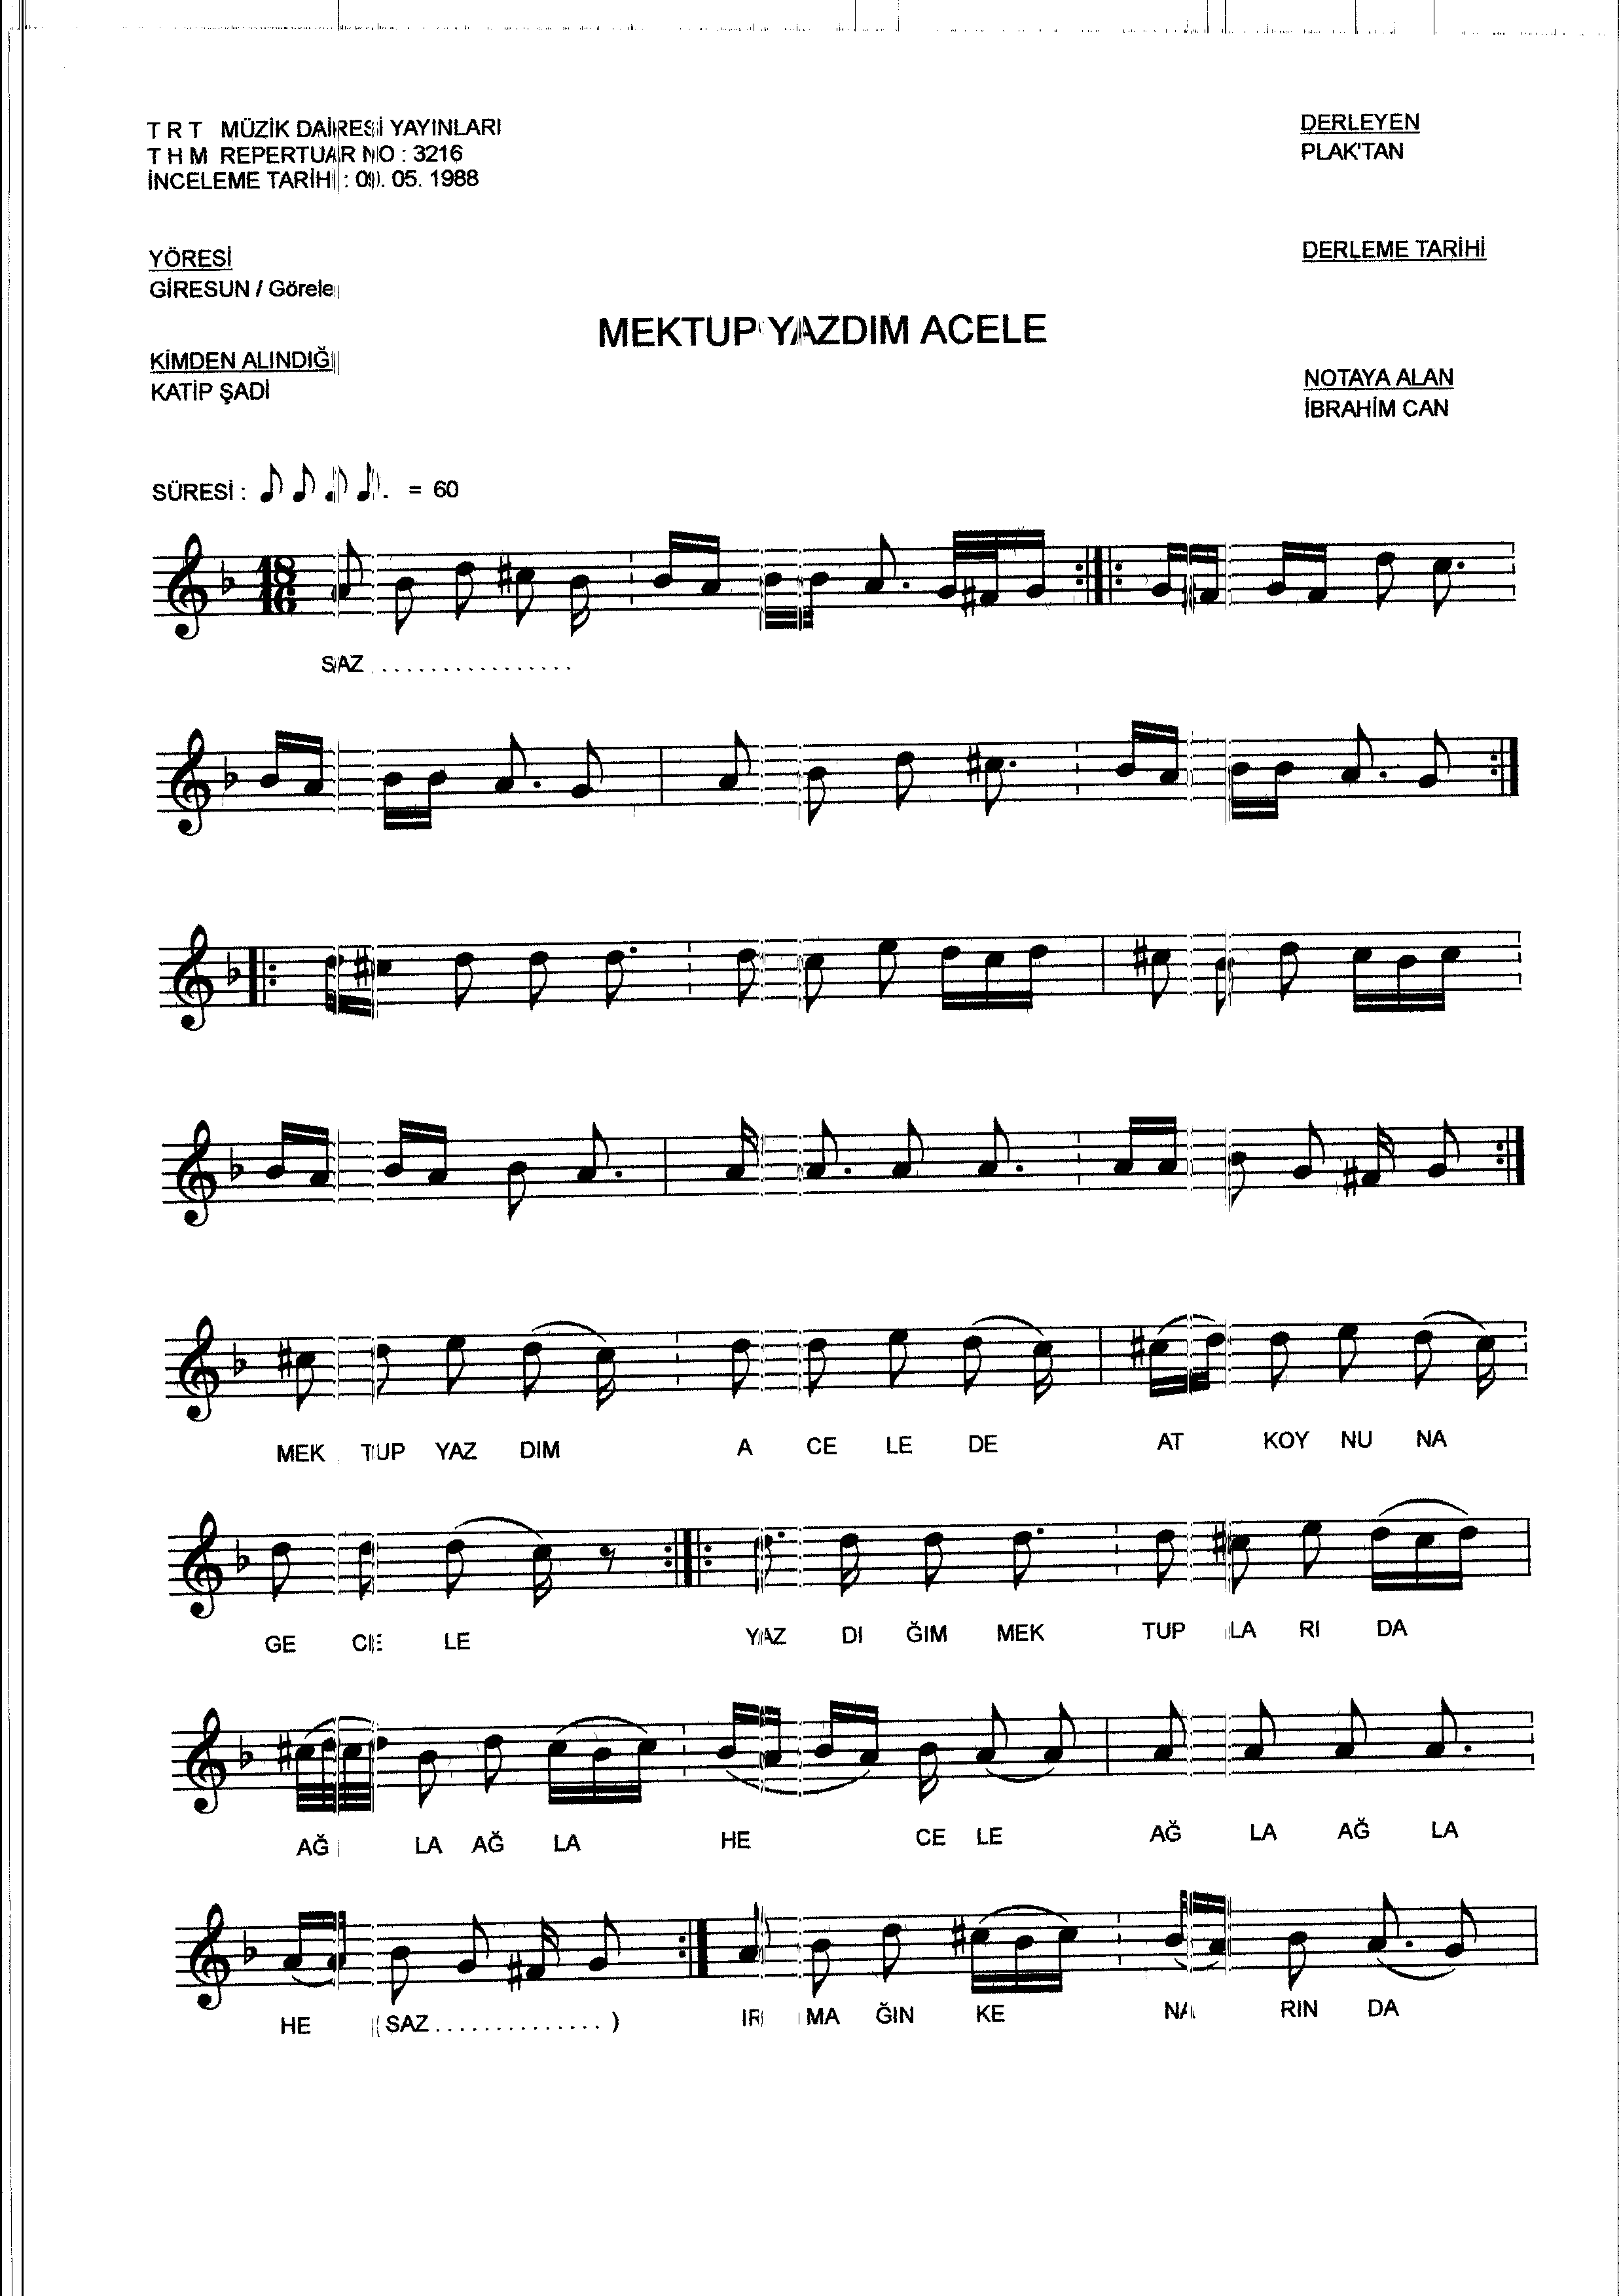 T R T MÜZİK DAİRESİ YAYINLARI
T H M REPERTUAR NO : 3216
İNCELEME TARİHİ : 09. 05. 1988
DERLEYEN
PLAK'TAN
YÖRESİ
GİRESUN / Görele
DERLEME TARİHİ
MEKTUP YAZDIM ACELE
KİMDEN ALINDIĞI
KATİP ŞADİ
NOTAYA ALAN
İBRAHİM CAN
SÜRESİ : = 60
18
16
SAZ . . . . . . . . . . . . . . . .
MEK TUP YAZ DIM A CE LE DE AT KOY NU NA
GE CE LE YAZ DI ĞIM MEK TUP LA RI DA
AĞ LA AĞ LA HE CE LE AĞ LA AĞ LA
HE ( SAZ . . . . . . . . . . . . . . ) IR MA ĞIN KE NA RIN DA